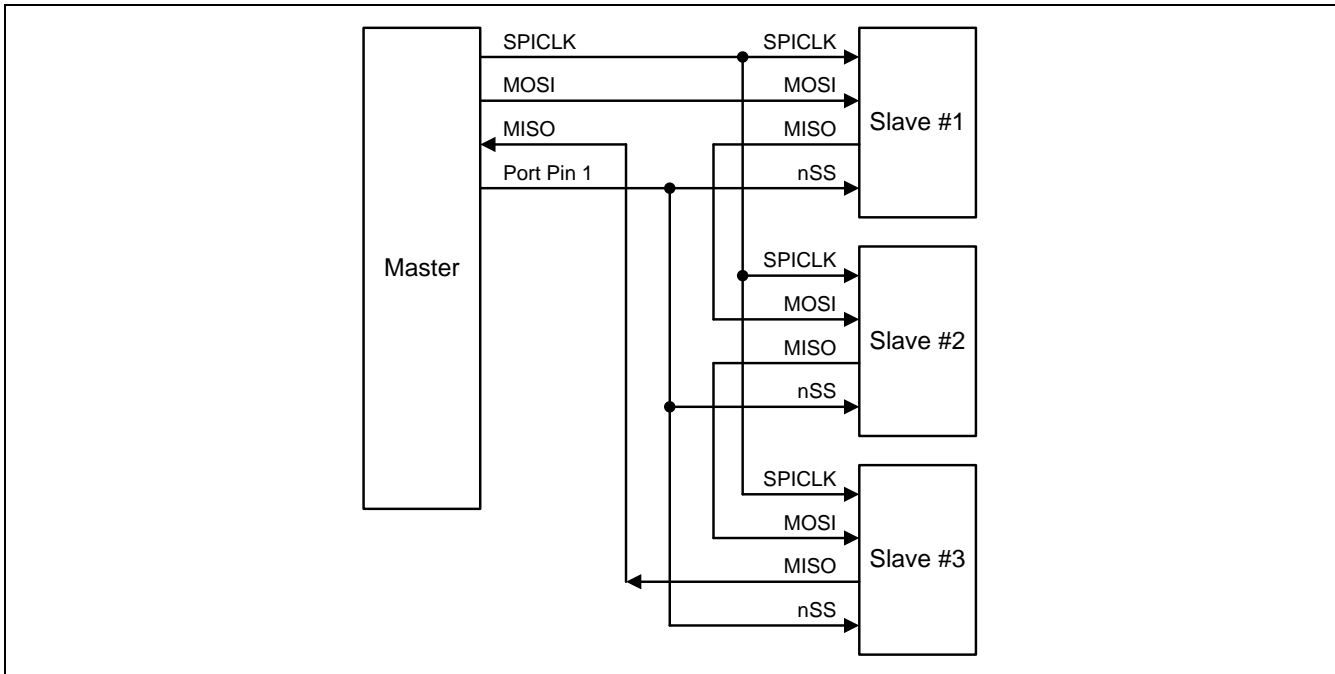 SPICLK
SPICLK
MOSI
MOSI
MISO
MISO
Port Pin 1
nSS
Slave #1
Master
SPICLK
MOSI
MISO
nSS
Slave #2
SPICLK
MOSI
MISO
nSS
Slave #3